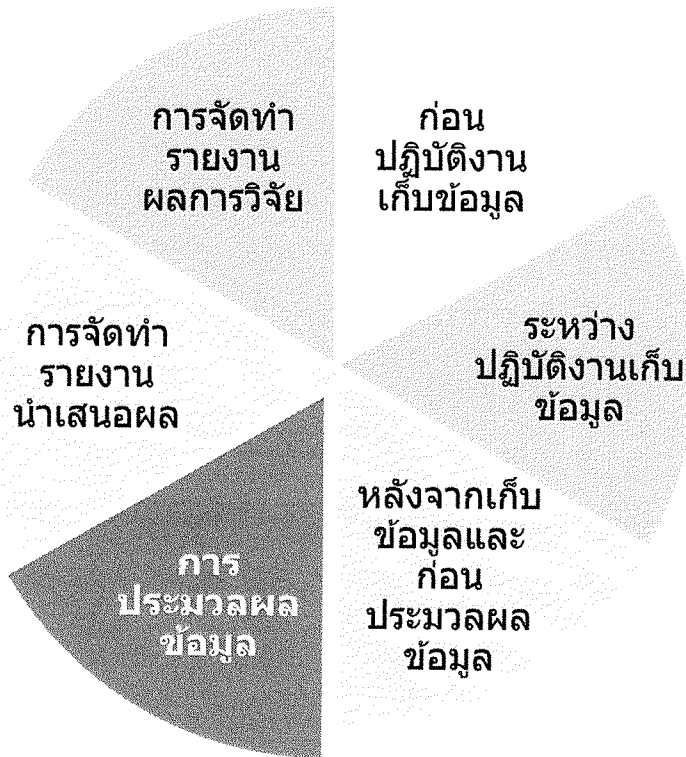 ก่อน
ปฏิบัติงาน
เก็บข้อมูล
ระหว่าง
ปฏิบัติงานเก็บ
ข้อมูล
หลังจากเก็บ
ข้อมูลและ
ก่อน
ประมวลผล
ข้อมูล
การ
ประมวลผล
ข้อมูล
การจัดทำ
รายงาน
นำเสนอผล
การจัดทำ
รายงาน
ผลการวิจัย